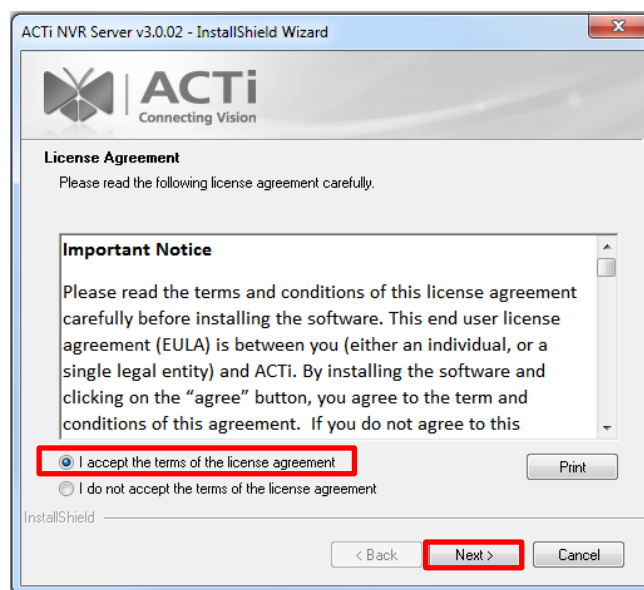 ACTi NVR Server v3.0.02 - InstallShield Wizard
ACTi
Connecting Vision
License Agreement
Please read the following license agreement carefully.
Important Notice
Please read the terms and conditions of this license agreement
carefully before installing the software. This end user license
agreement (EULA) is between you (either an individual, or a
single legal entity) and ACTi. By installing the software and
clicking on the “agree” button, you agree to the term and
conditions of this agreement.  If you do not agree to this
I accept the terms of the license agreement
Print
I do not accept the terms of the license agreement
InstallShield
< Back
Next >
Cancel